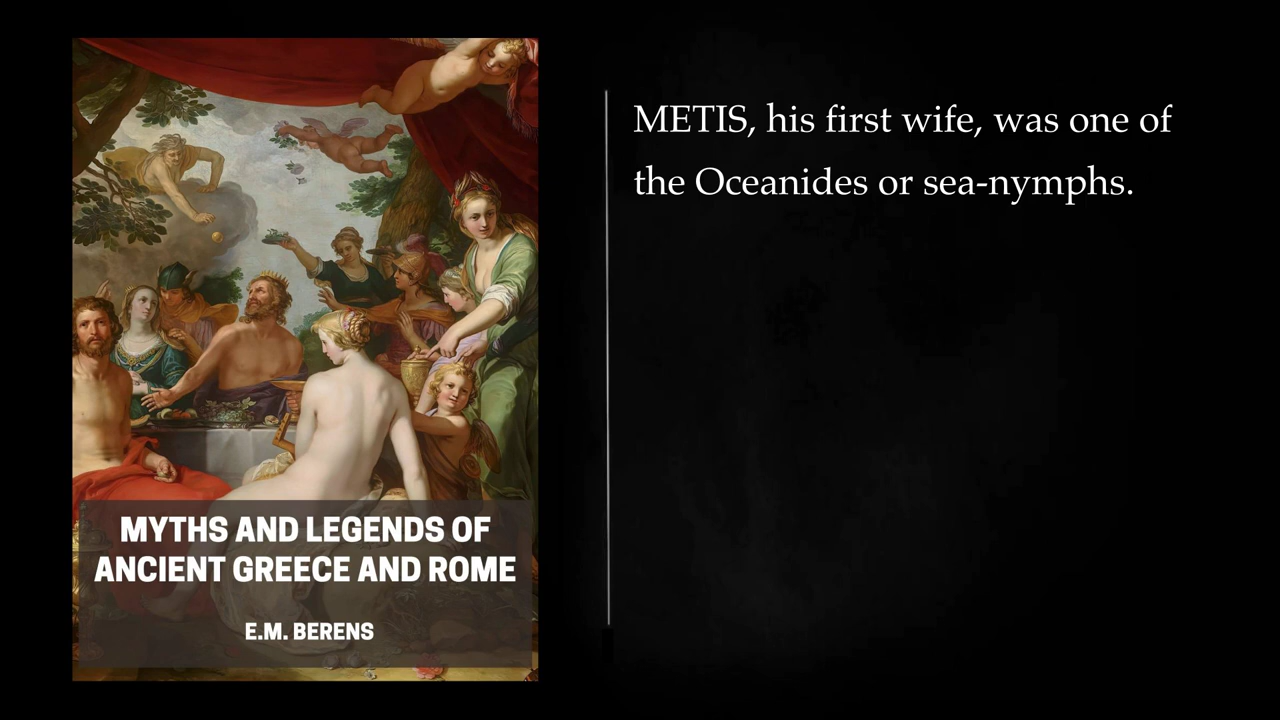 MYTHS AND LEGENDS OF
ANCIENT GREECE AND ROME
E.M. BERENS
METIS, his first wife, was one of
the Oceanides or sea-nymphs.